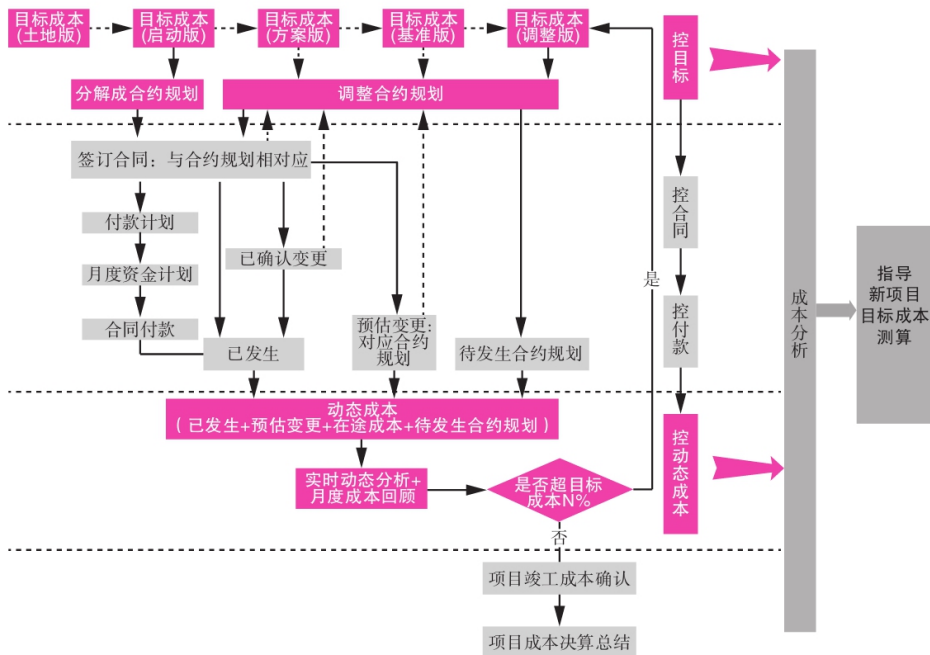 目标成本
(土地版)
目标成本
(启动版)
目标成本
(方案版)
目标成本
(基准版)
目标成本
(调整版)
控目标
分解成合约规划
调整合约规划
签订合同：与合约规划相对应
付款计划
已确认变更
控合同
月度资金计划
是
合同付款
已发生
预估变更:
对应合约
规划
待发生合约规划
控付款
成本分析
指导
新项目
目标成本
测算
动态成本
(已发生+预估变更+在途成本+待发生合约规划)
控动态成本
实时动态分析+
月度成本回顾
是否超目标
成本N%
否
项目竣工成本确认
项目成本决算总结